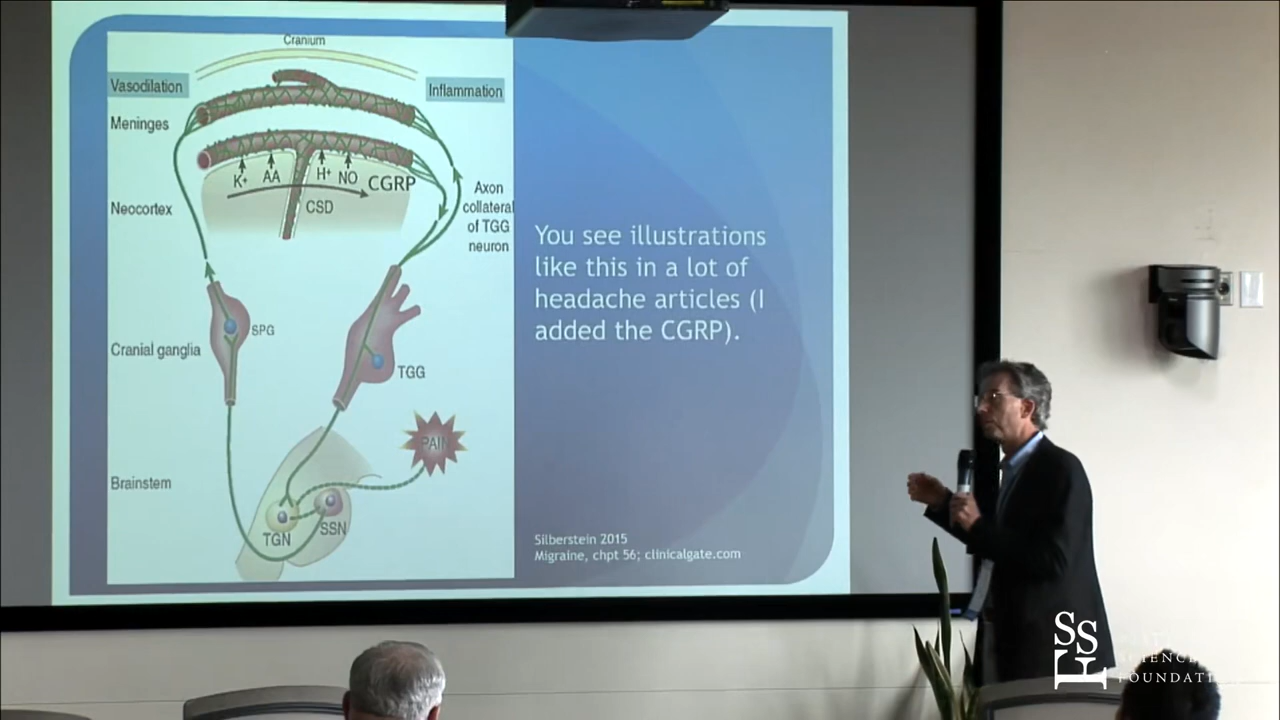 Cranium
Vasodilation
Inflammation
Meninges
K+ AA H+ NO CGRP
Neocortex
CSD
Axon
collateral
of TGG
neuron
SPG
Cranial ganglia
TGG
PAIN
Brainstem
TGN
SSN
You see illustrations
like this in a lot of
headache articles (I
added the CGRP).
Silberstein 2015
Migraine, chpt 56; clinicalgate.com
SS
FOUNDATION